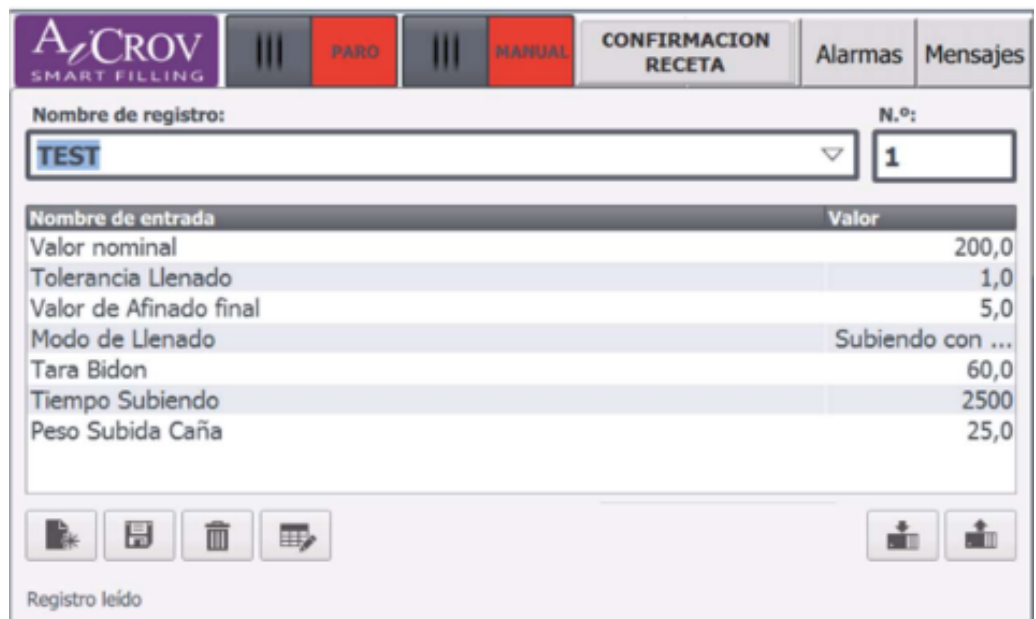 AiCROV
SMART FILLING
PARO
MANUAL
CONFIRMACION
RECETA
Alarmas
Mensajes
Nombre de registro:
N.º:
TEST
1
Nombre de entrada Valor
Valor nominal 200,0
Tolerancia Llenado 1,0
Valor de Afinado final 5,0
Modo de Llenado Subiendo con ...
Tara Bidon 60,0
Tiempo Subiendo 2500
Peso Subida Caña 25,0
Registro leído